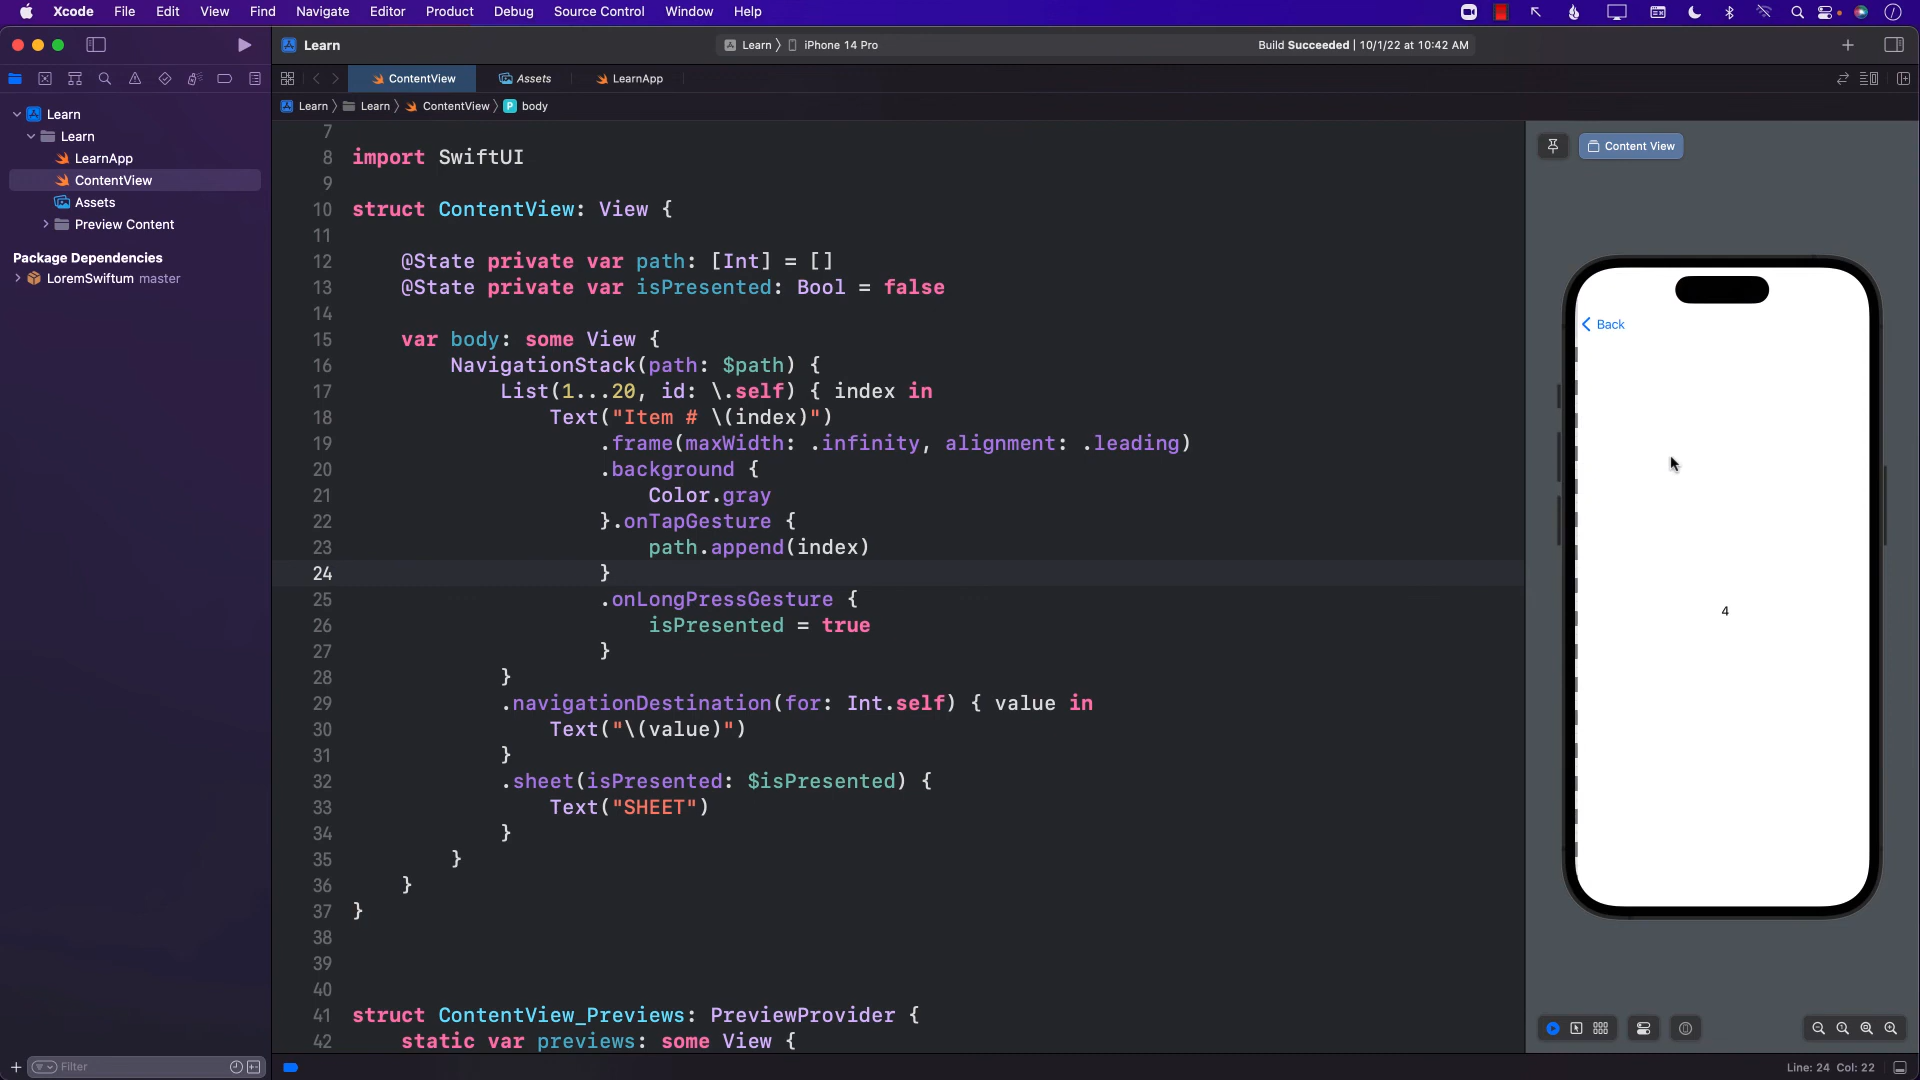 Xcode File Edit View Find Navigate Editor Product Debug Source Control Window Help
Learn
Learn 〉 iPhone 14 Pro
Build Succeeded | 10/1/22 at 10:42 AM
ContentView Assets LearnApp
Learn 〉 Learn 〉 ContentView 〉 P body
Learn
Learn
LearnApp
ContentView
Assets
Preview Content
Package Dependencies
LoremSwiftum master
Filter
7
8 import SwiftUI
9
10 struct ContentView: View {
11
12 @State private var path: [Int] = []
13 @State private var isPresented: Bool = false
14
15 var body: some View {
16 NavigationStack(path: $path) {
17 List(1...20, id: \.self) { index in
18 Text("Item # \(index)")
19 .frame(maxWidth: .infinity, alignment: .leading)
20 .background {
21 Color.gray
22 }.onTapGesture {
23 path.append(index)
24 }
25 .onLongPressGesture {
26 isPresented = true
27 }
28 }
29 .navigationDestination(for: Int.self) { value in
30 Text("\(value)")
31 }
32 .sheet(isPresented: $isPresented) {
33 Text("SHEET")
34 }
35 }
36 }
37 }
38
39
40
41 struct ContentView_Previews: PreviewProvider {
42 static var previews: some View {
Content View
Back
4
Line: 24 Col: 22